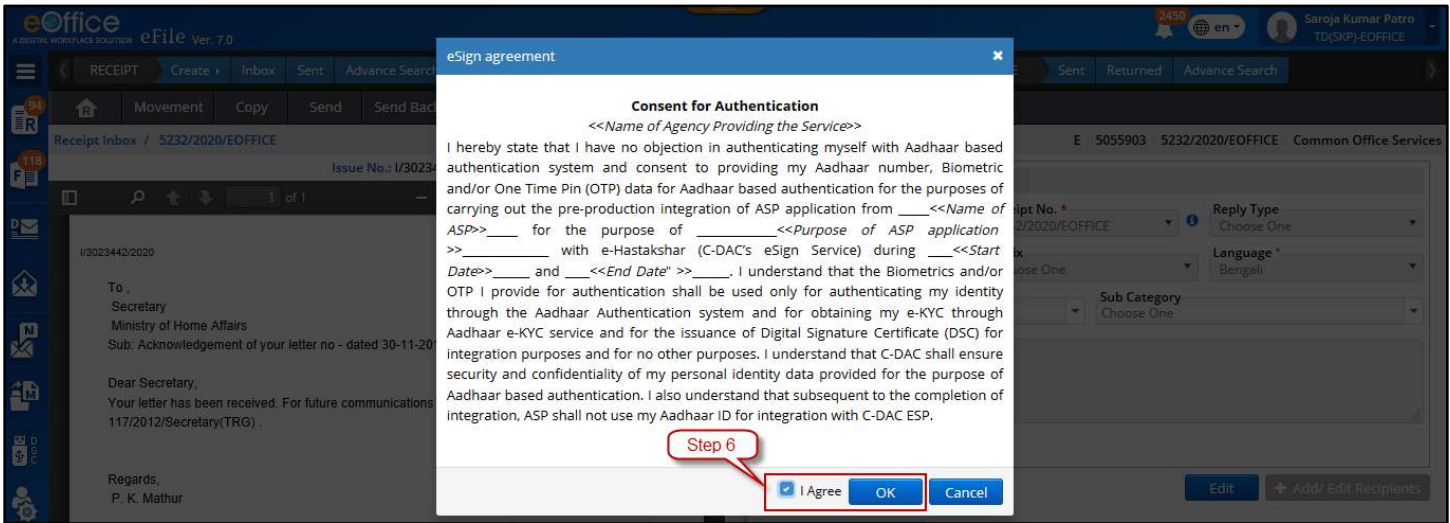 eOffice
A DIGITAL WORKPLACE SOLUTION eFile Ver. 7.0
2450
en
Saroja Kumar Patro
TD(SKP)-EOFFICE
RECEIPT Create Inbox Sent Advance Search
Sent Returned Advance Search
94
R
Movement Copy Send Send Back
Receipt Inbox / 5232/2020/EOFFICE
E 5055903 5232/2020/EOFFICE Common Office Services
118
F
Issue No.: I/30234
1 of 1
I/3023442/2020
To ,
Secretary
Ministry of Home Affairs
Sub: Acknowledgement of your letter no - dated 30-11-20
Dear Secretary,
Your letter has been received. For future communications
117/2012/Secretary(TRG) .
Regards,
P. K. Mathur
D
N
M
DSC
eSign agreement ×
Consent for Authentication
<<Name of Agency Providing the Service>>
I hereby state that I have no objection in authenticating myself with Aadhaar based
authentication system and consent to providing my Aadhaar number, Biometric
and/or One Time Pin (OTP) data for Aadhaar based authentication for the purposes of
carrying out the pre-production integration of ASP application from ____<<Name of
ASP>>_____ for the purpose of __________<<Purpose of ASP application
>>____________ with e-Hastakshar (C-DAC's eSign Service) during ___<<Start
Date>>_____ and ___<<End Date" >>_____. I understand that the Biometrics and/or
OTP I provide for authentication shall be used only for authenticating my identity
through the Aadhaar Authentication system and for obtaining my e-KYC through
Aadhaar e-KYC service and for the issuance of Digital Signature Certificate (DSC) for
integration purposes and for no other purposes. I understand that C-DAC shall ensure
security and confidentiality of my personal identity data provided for the purpose of
Aadhaar based authentication. I also understand that subsequent to the completion of
integration, ASP shall not use my Aadhaar ID for integration with C-DAC ESP.
Step 6
I Agree OK Cancel
ipt No. * Reply Type
2/2020/EOFFICE Choose One
ix Language *
ose One Bengali
Sub Category
Choose One
Edit + Add/ Edit Recipients